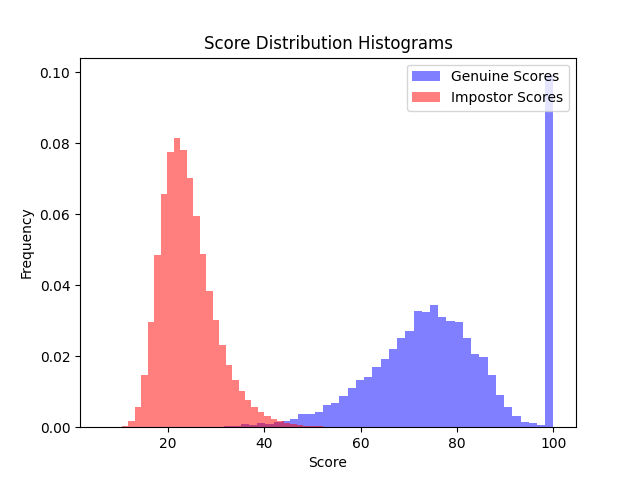 Score Distribution Histograms
Genuine Scores
Impostor Scores
0.10
0.08
0.06
0.04
0.02
0.00
Frequency
20
40
60
80
100
Score